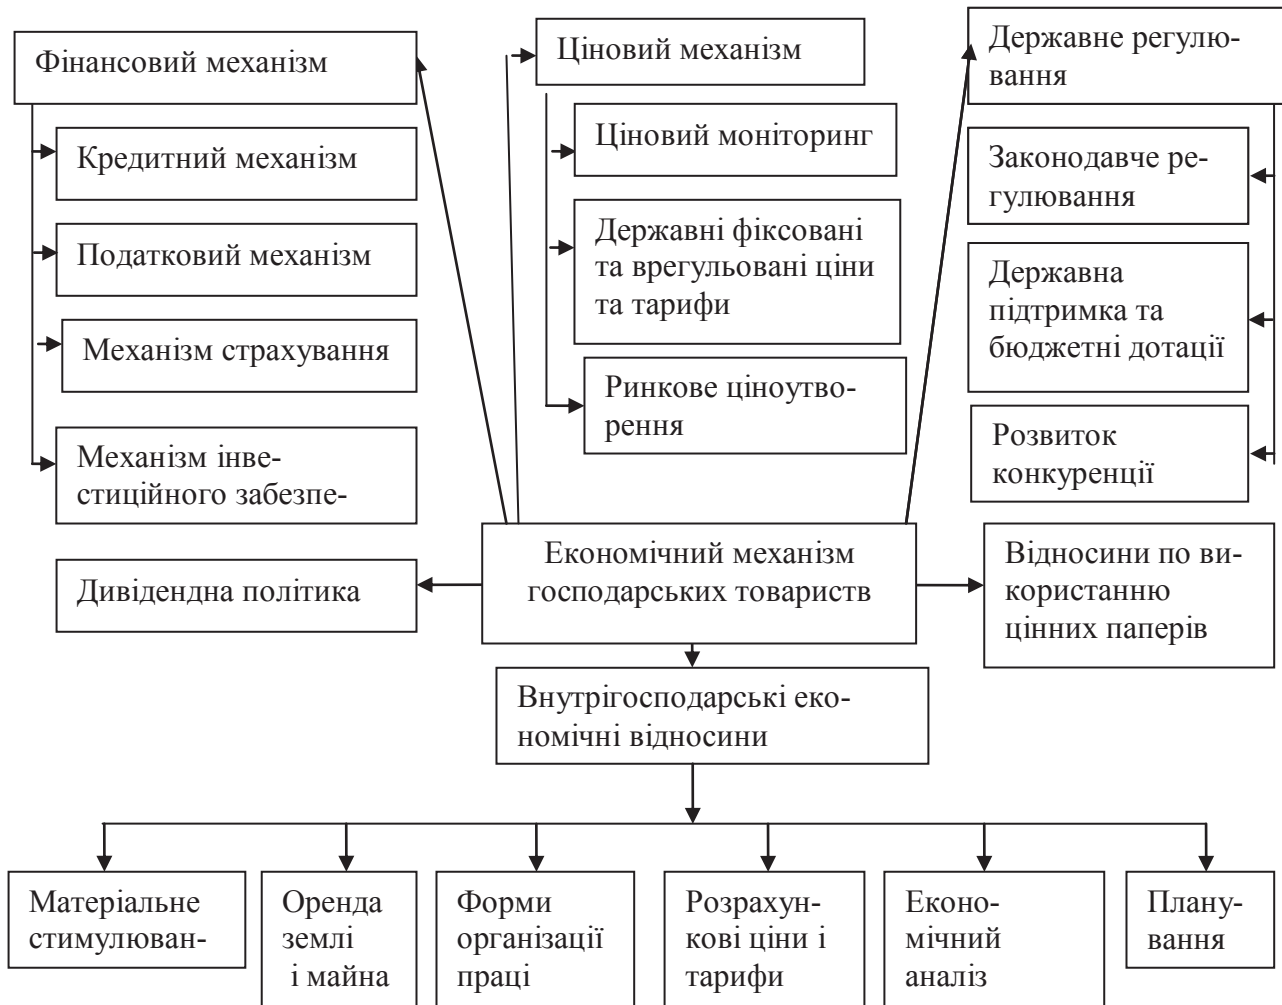 Фінансовий механізм
Кредитний механізм
Податковий механізм
Механізм страхування
Механізм інве-
стиційного забезпе-
Дивідендна політика
Ціновий механізм
Ціновий моніторинг
Державні фіксовані
та врегульовані ціни
та тарифи
Ринкове ціноутво-
рення
Державне регулю-
вання
Законодавче ре-
гулювання
Державна
підтримка та
бюджетні дотації
Розвиток
конкуренції
Економічний механізм
господарських товариств
Відносини по ви-
користанню
цінних паперів
Внутрігосподарські еко-
номічні відносини
Матеріальне
стимулюван-
Оренда
землі
і майна
Форми
організації
праці
Розрахун-
кові ціни і
тарифи
Еконо-
мічний
аналіз
Плану-
вання